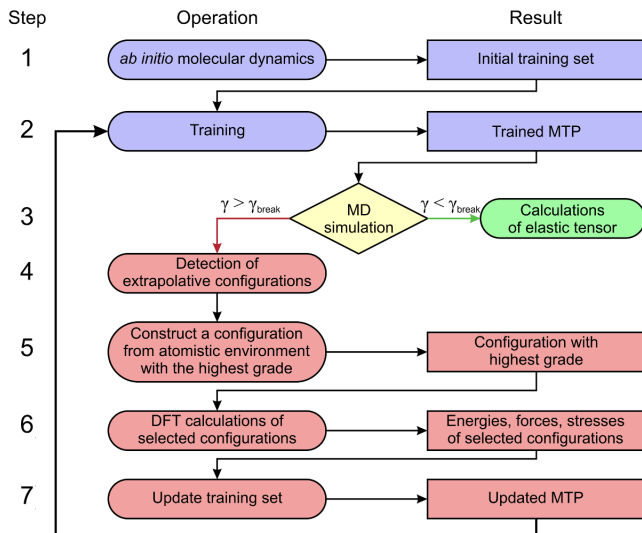 Step Operation Result
1 ab initio molecular dynamics Initial training set
2 Training Trained MTP
γ > γbreak γ < γbreak
3 MD
simulation
Calculations
of elastic tensor
4 Detection of
extrapolative configurations
5 Construct a configuration
from atomistic environment
with the highest grade
Configuration with
highest grade
6 DFT calculations of
selected configurations
Energies, forces, stresses
of selected configurations
7 Update training set Updated MTP